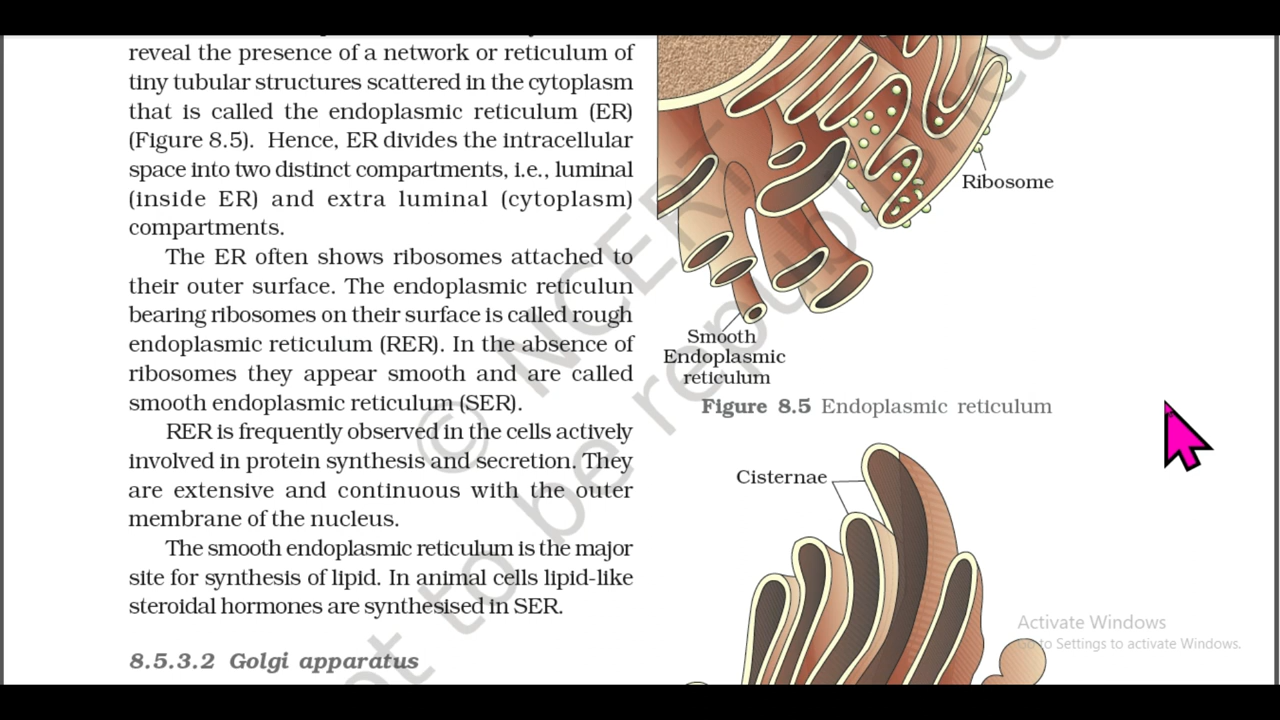 reveal the presence of a network or reticulum of
tiny tubular structures scattered in the cytoplasm
that is called the endoplasmic reticulum (ER)
(Figure 8.5). Hence, ER divides the intracellular
space into two distinct compartments, i.e., luminal
(inside ER) and extra luminal (cytoplasm)
compartments.
The ER often shows ribosomes attached to
their outer surface. The endoplasmic reticulun
bearing ribosomes on their surface is called rough
endoplasmic reticulum (RER). In the absence of
ribosomes they appear smooth and are called
smooth endoplasmic reticulum (SER).
RER is frequently observed in the cells actively
involved in protein synthesis and secretion. They
are extensive and continuous with the outer
membrane of the nucleus.
The smooth endoplasmic reticulum is the major
site for synthesis of lipid. In animal cells lipid-like
steroidal hormones are synthesised in SER.
8.5.3.2 Golgi apparatus
Ribosome
Smooth
Endoplasmic
reticulum
Figure 8.5 Endoplasmic reticulum
Cisternae
© NCERT
not to be republished
Activate Windows
Go to Settings to activate Windows.